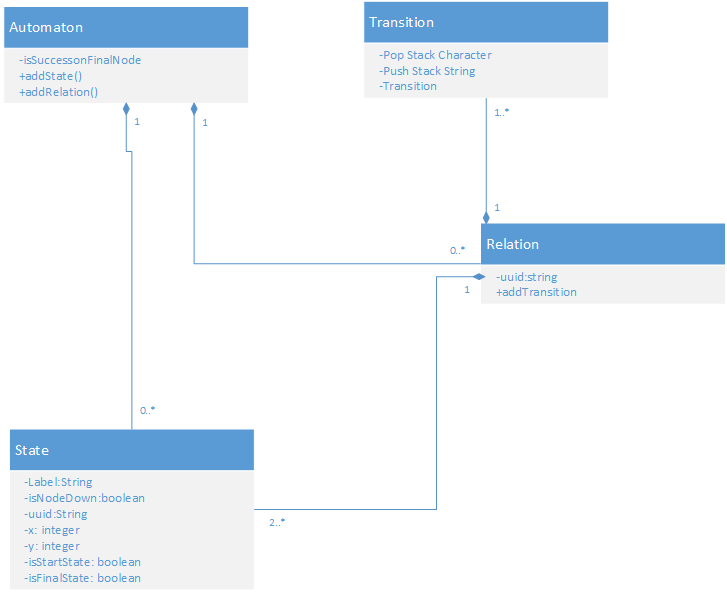 Automaton
-isSuccessonFinalNode
+addState()
+addRelation()
Transition
-Pop Stack Character
-Push Stack String
-Transition
1
1
1..*
1
0..*
Relation
-uuid:string
+addTransition
1
0..*
State
-Label:String
-isNodeDown:boolean
-uuid:String
-x: integer
-y: integer
-isStartState: boolean
-isFinalState: boolean
2..*